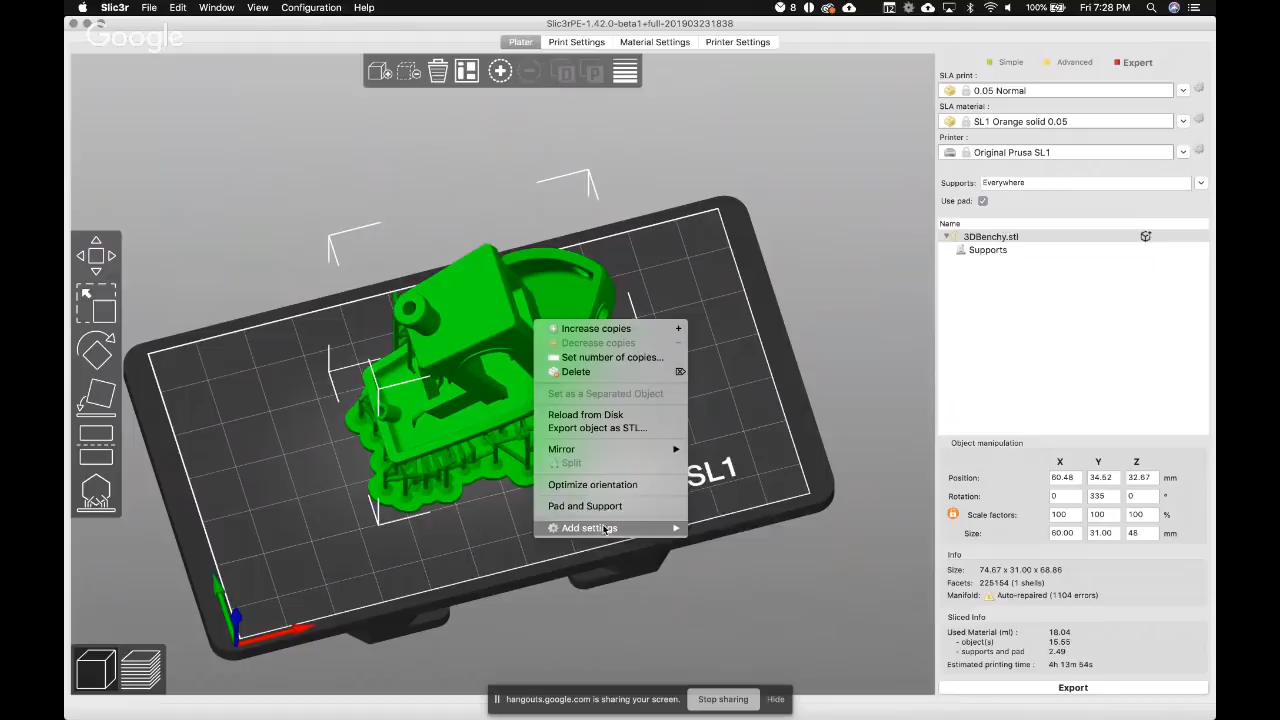 Slic3r File Edit Window View Configuration Help
8 100% Fri 7:28 PM
Slic3rPE-1.42.0-beta1+full-201903231838
Google
Plater Print Settings Material Settings Printer Settings
Simple Advanced Expert
SLA print :
0.05 Normal
SLA material :
SL1 Orange solid 0.05
Printer :
Original Prusa SL1
Supports: Everywhere
Use pad:
Name
3DBenchy.stl
Supports
Increase copies +
Decrease copies -
Set number of copies...
Delete
Set as a Separated Object
Reload from Disk
Export object as STL...
Mirror
Split
Optimize orientation
Pad and Support
Add settings
SL1
Object manipulation
X Y Z
Position: 60.48 34.52 32.67 mm
Rotation: 0 335 0 °
Scale factors: 100 100 100 %
Size: 60.00 31.00 48 mm
Info
Size: 74.67 x 31.00 x 68.86
Facets: 225154 (1 shells)
Manifold: Auto-repaired (1104 errors)
Sliced Info
Used Material (ml) : 18.04
- object(s) 15.55
- supports and pad 2.49
Estimated printing time : 4h 13m 54s
Export
hangouts.google.com is sharing your screen. Stop sharing Hide